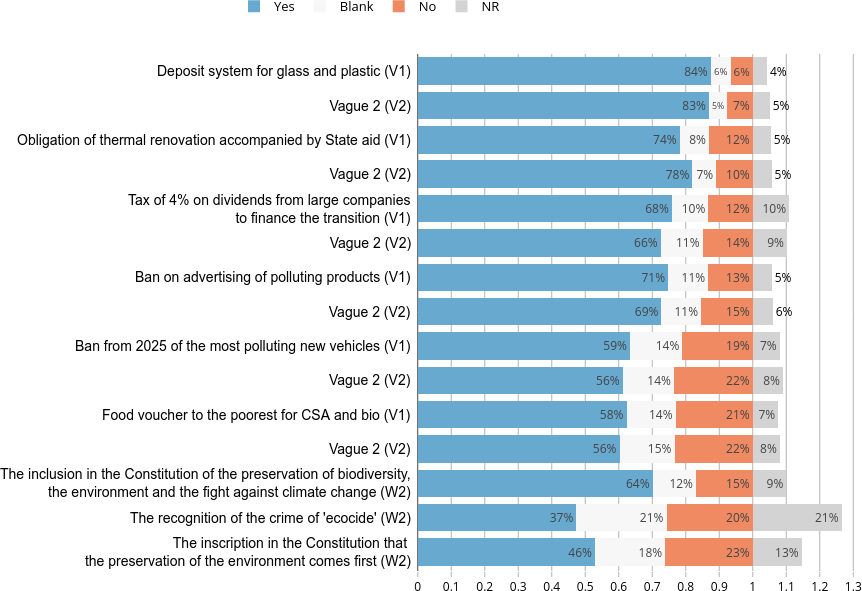 Yes Blank No NR
Deposit system for glass and plastic (V1) 84% 6% 6% 4%
Vague 2 (V2) 83% 5% 7% 5%
Obligation of thermal renovation accompanied by State aid (V1) 74% 8% 12% 5%
Vague 2 (V2) 78% 7% 10% 5%
Tax of 4% on dividends from large companies
to finance the transition (V1) 68% 10% 12% 10%
Vague 2 (V2) 66% 11% 14% 9%
Ban on advertising of polluting products (V1) 71% 11% 13% 5%
Vague 2 (V2) 69% 11% 15% 6%
Ban from 2025 of the most polluting new vehicles (V1) 59% 14% 19% 7%
Vague 2 (V2) 56% 14% 22% 8%
Food voucher to the poorest for CSA and bio (V1) 58% 14% 21% 7%
Vague 2 (V2) 56% 15% 22% 8%
The inclusion in the Constitution of the preservation of biodiversity,
the environment and the fight against climate change (W2) 64% 12% 15% 9%
The recognition of the crime of 'ecocide' (W2) 37% 21% 20% 21%
The inscription in the Constitution that
the preservation of the environment comes first (W2) 46% 18% 23% 13%
0 0.1 0.2 0.3 0.4 0.5 0.6 0.7 0.8 0.9 1 1.1 1.2 1.3